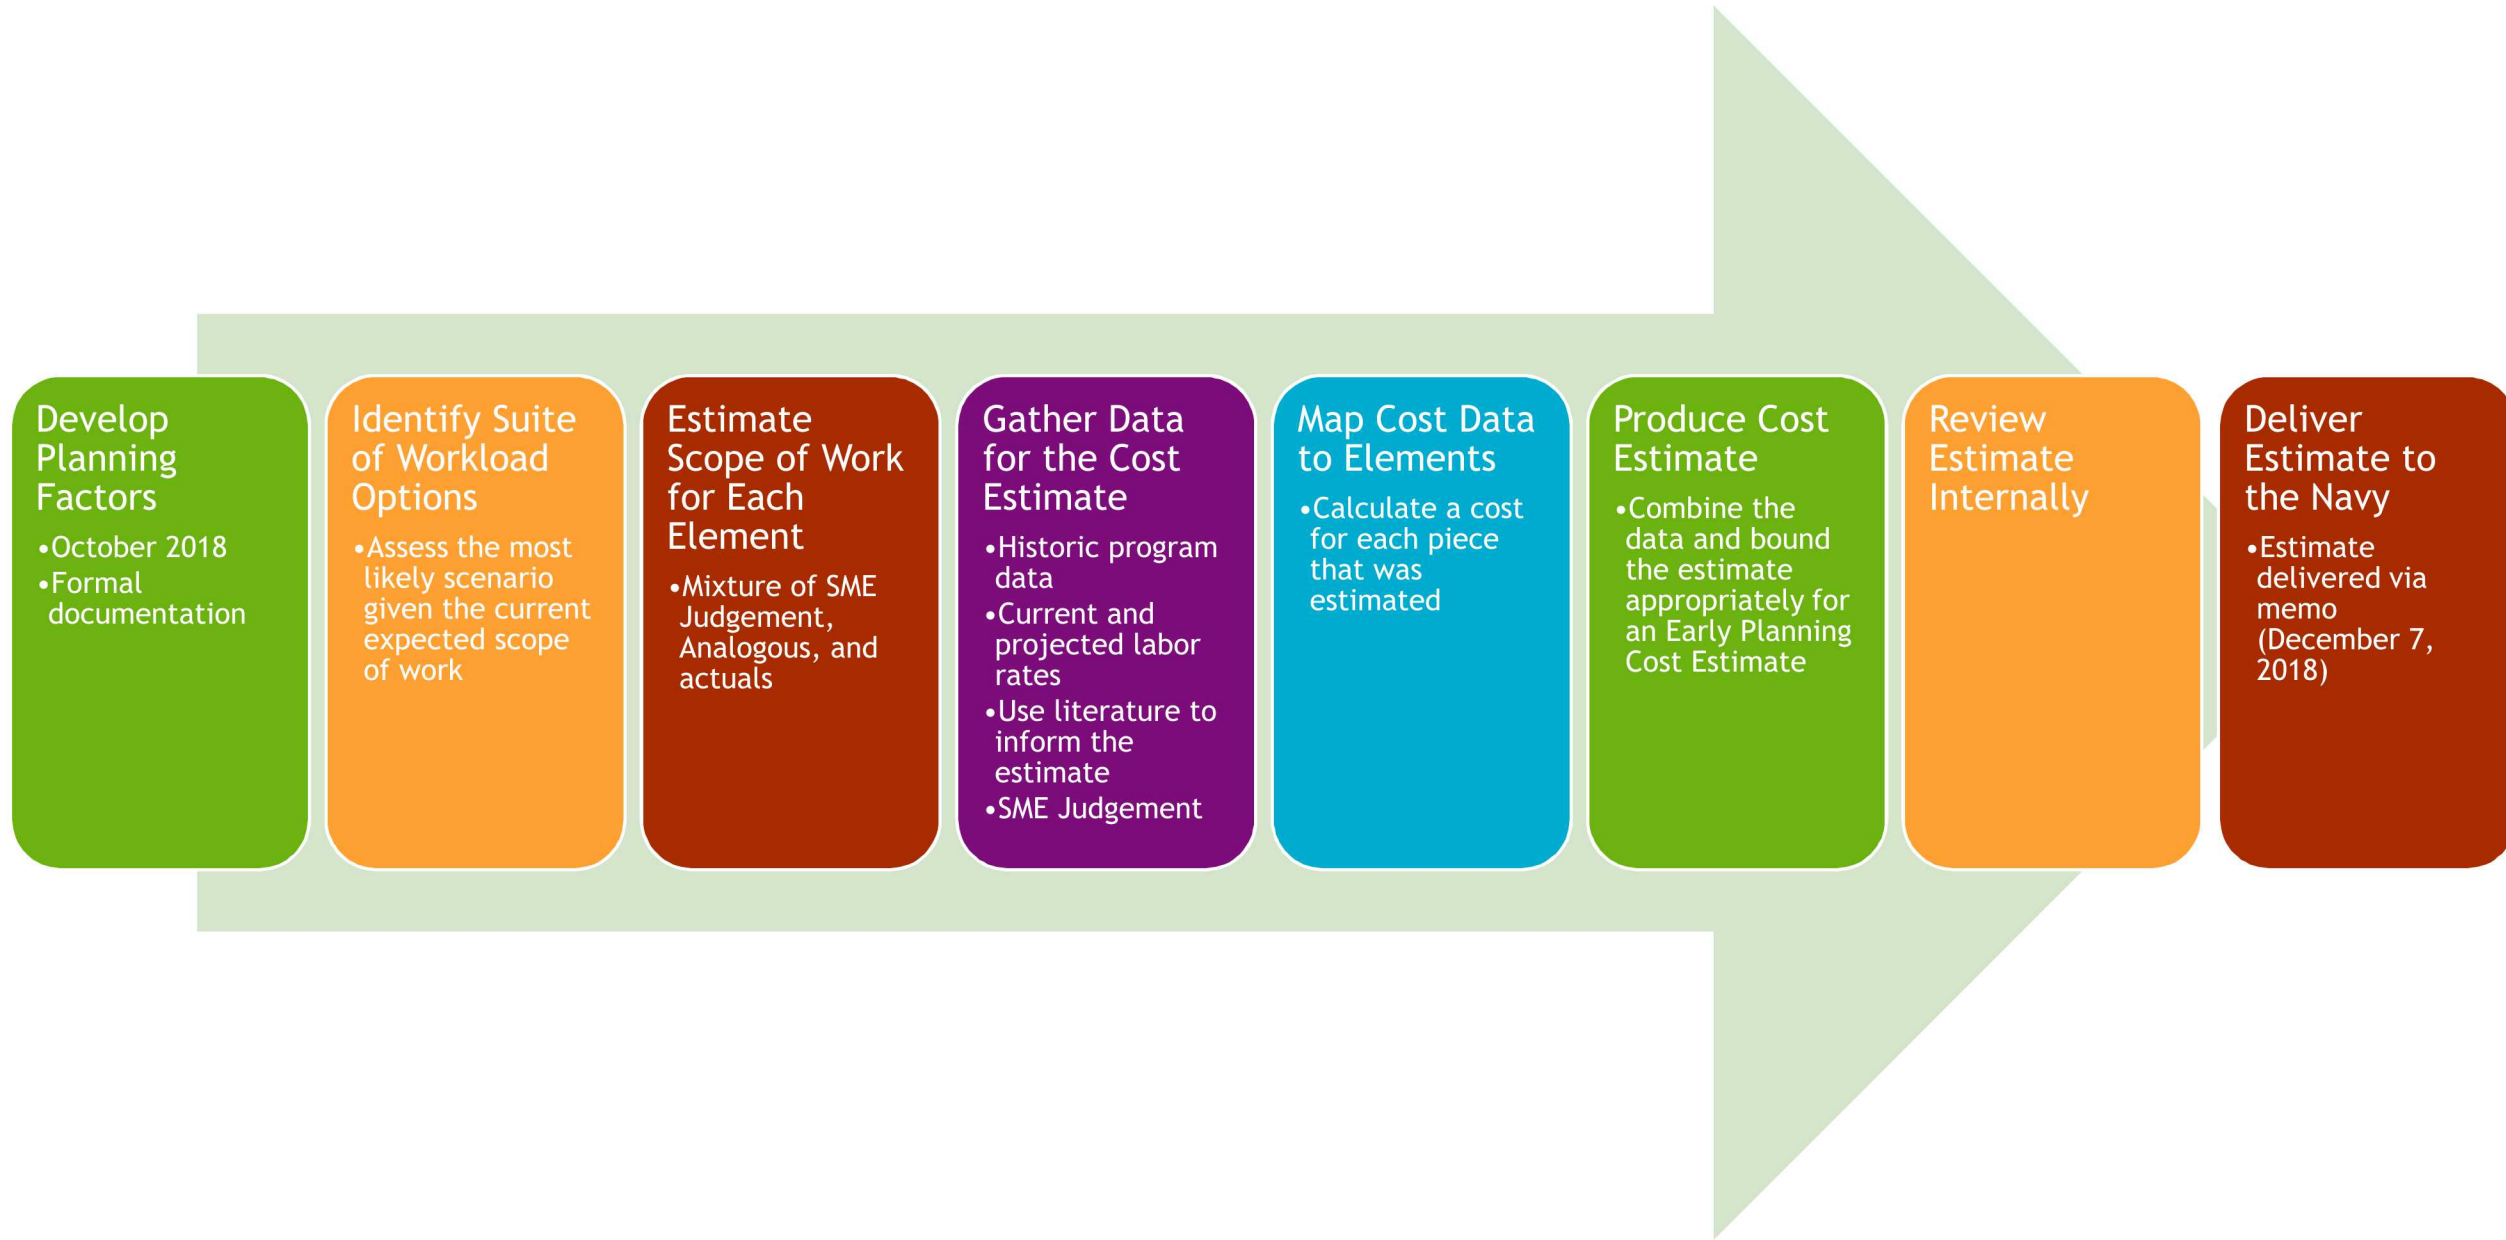 Develop
Planning
Factors
•October 2018
•Formal
documentation
Identify Suite
of Workload
Options
•Assess the most
likely scenario
given the current
expected scope
of work
Estimate
Scope of Work
for Each
Element
•Mixture of SME
Judgement,
Analogous, and
actuals
Gather Data
for the Cost
Estimate
•Historic program
data
•Current and
projected labor
rates
•Use literature to
inform the
estimate
•SME Judgement
Map Cost Data
to Elements
•Calculate a cost
for each piece
that was
estimated
Produce Cost
Estimate
•Combine the
data and bound
the estimate
appropriately for
an Early Planning
Cost Estimate
Review
Estimate
Internally
Deliver
Estimate to
the Navy
•Estimate
delivered via
memo
(December 7,
2018)